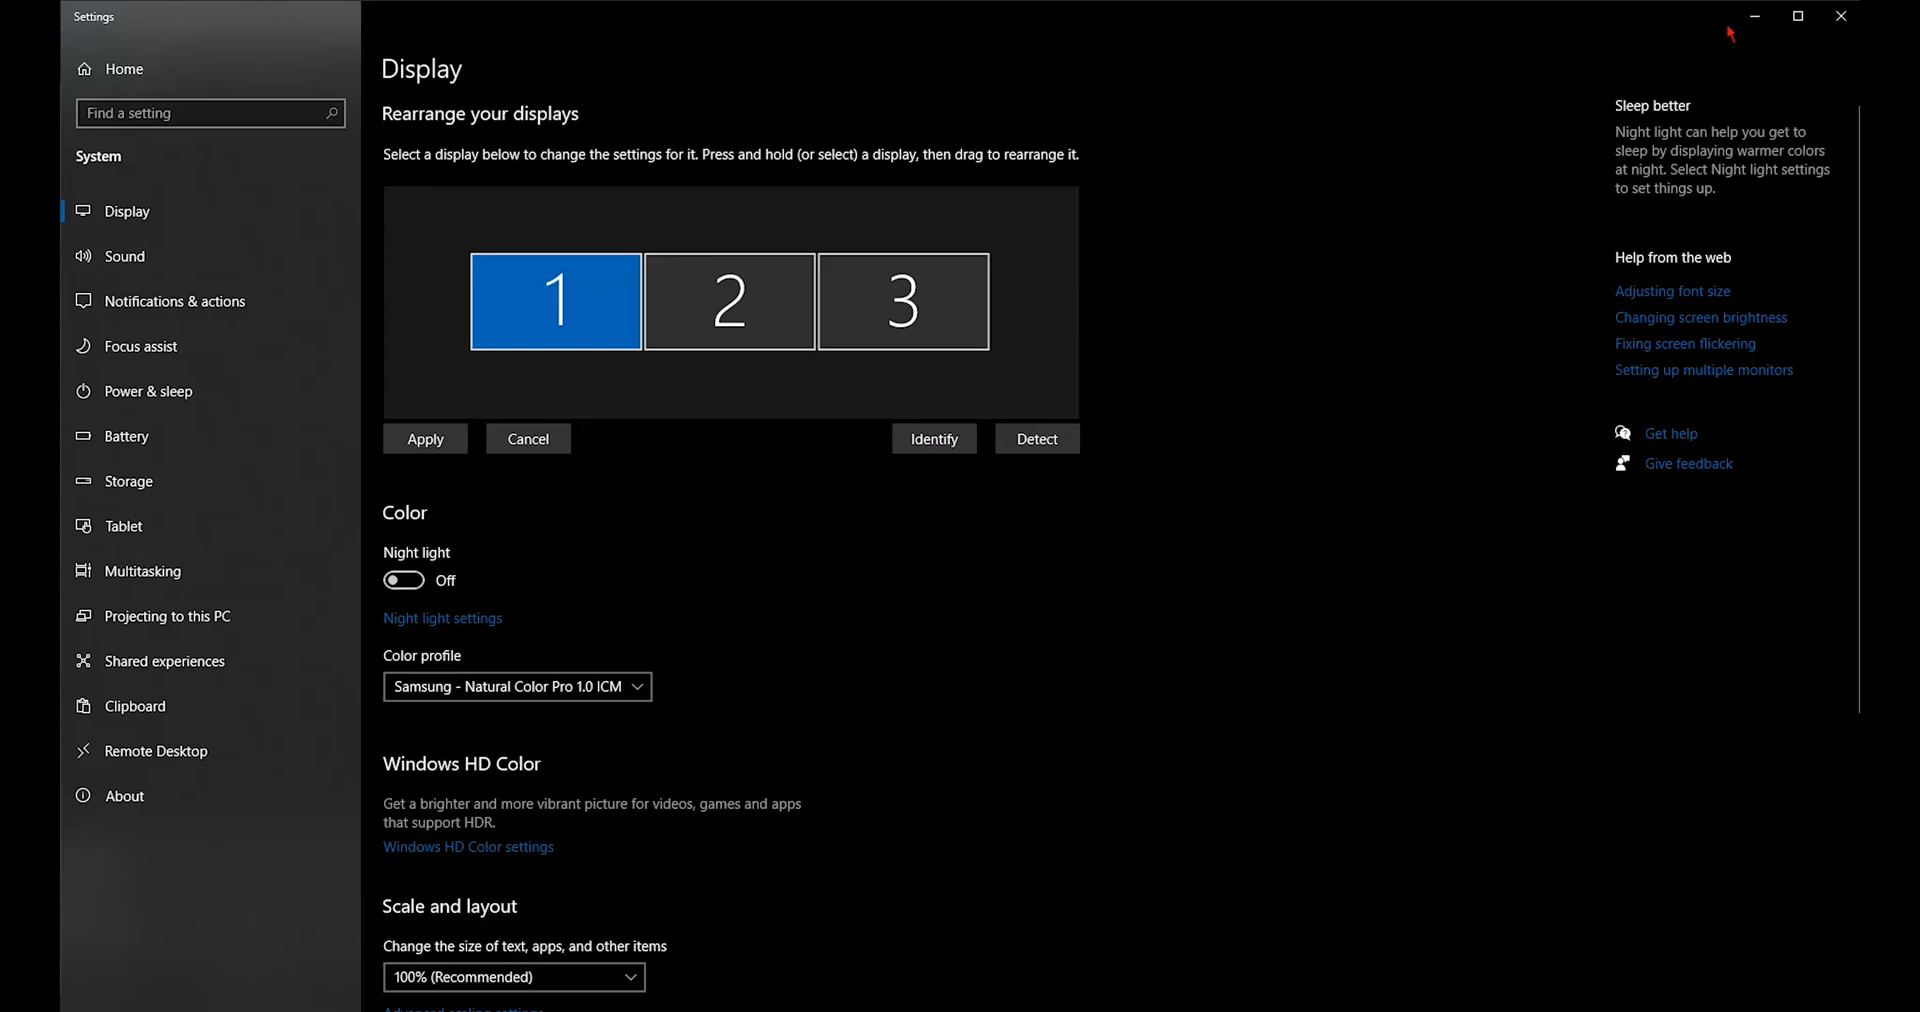 Settings
Home
Find a setting
System
Display
Sound
Notifications & actions
Focus assist
Power & sleep
Battery
Storage
Tablet
Multitasking
Projecting to this PC
Shared experiences
Clipboard
Remote Desktop
About
Display
Rearrange your displays
Select a display below to change the settings for it. Press and hold (or select) a display, then drag to rearrange it.
1
2
3
Apply
Cancel
Identify
Detect
Color
Night light
Off
Night light settings
Color profile
Samsung - Natural Color Pro 1.0 ICM
Windows HD Color
Get a brighter and more vibrant picture for videos, games and apps
that support HDR.
Windows HD Color settings
Scale and layout
Change the size of text, apps, and other items
100% (Recommended)
Advanced scaling settings
Sleep better
Night light can help you get to
sleep by displaying warmer colors
at night. Select Night light settings
to set things up.
Help from the web
Adjusting font size
Changing screen brightness
Fixing screen flickering
Setting up multiple monitors
Get help
Give feedback